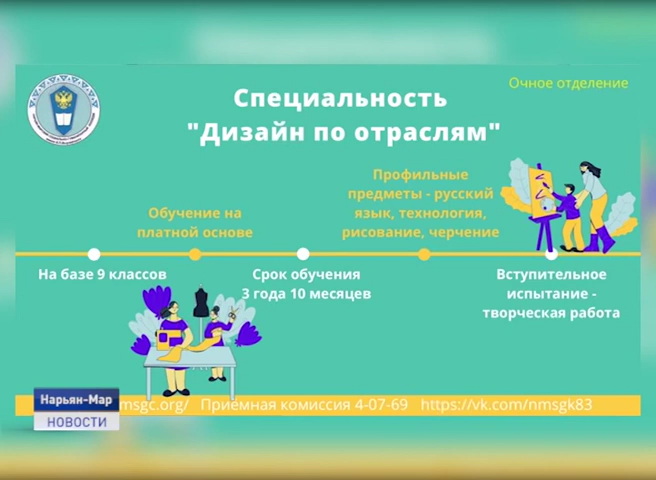 Очное отделение
Специальность
"Дизайн по отраслям"
Профильные
предметы - русский
язык, технология,
рисование, черчение
Обучение на
платной основе
На базе 9 классов
Срок обучения
3 года 10 месяцев
Вступительное
испытание -
творческая работа
Нарьян-Мар
НОВОСТИ
msgc.org/ Приёмная комиссия 4-07-69 https://vk.com/nmsgk83